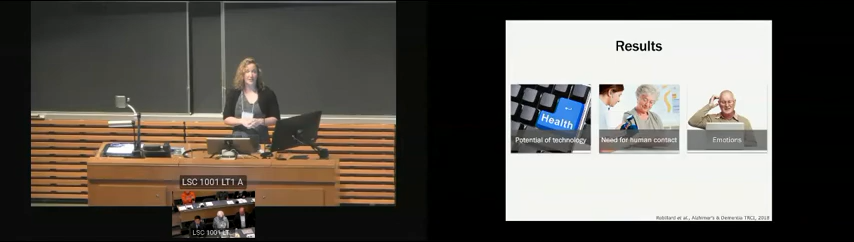 LSC 1001 LT1 A
LSC 1001 LT...
Results
Health
Potential of technology
Need for human contact
Emotions
Robillard et al., Alzheimer's & Dementia TRCI, 2018